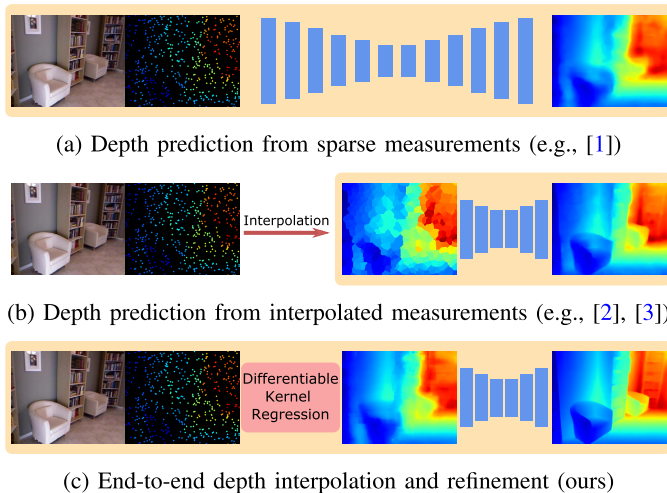 (a) Depth prediction from sparse measurements (e.g., [1])
Interpolation
(b) Depth prediction from interpolated measurements (e.g., [2], [3])
Differentiable
Kernel
Regression
(c) End-to-end depth interpolation and refinement (ours)